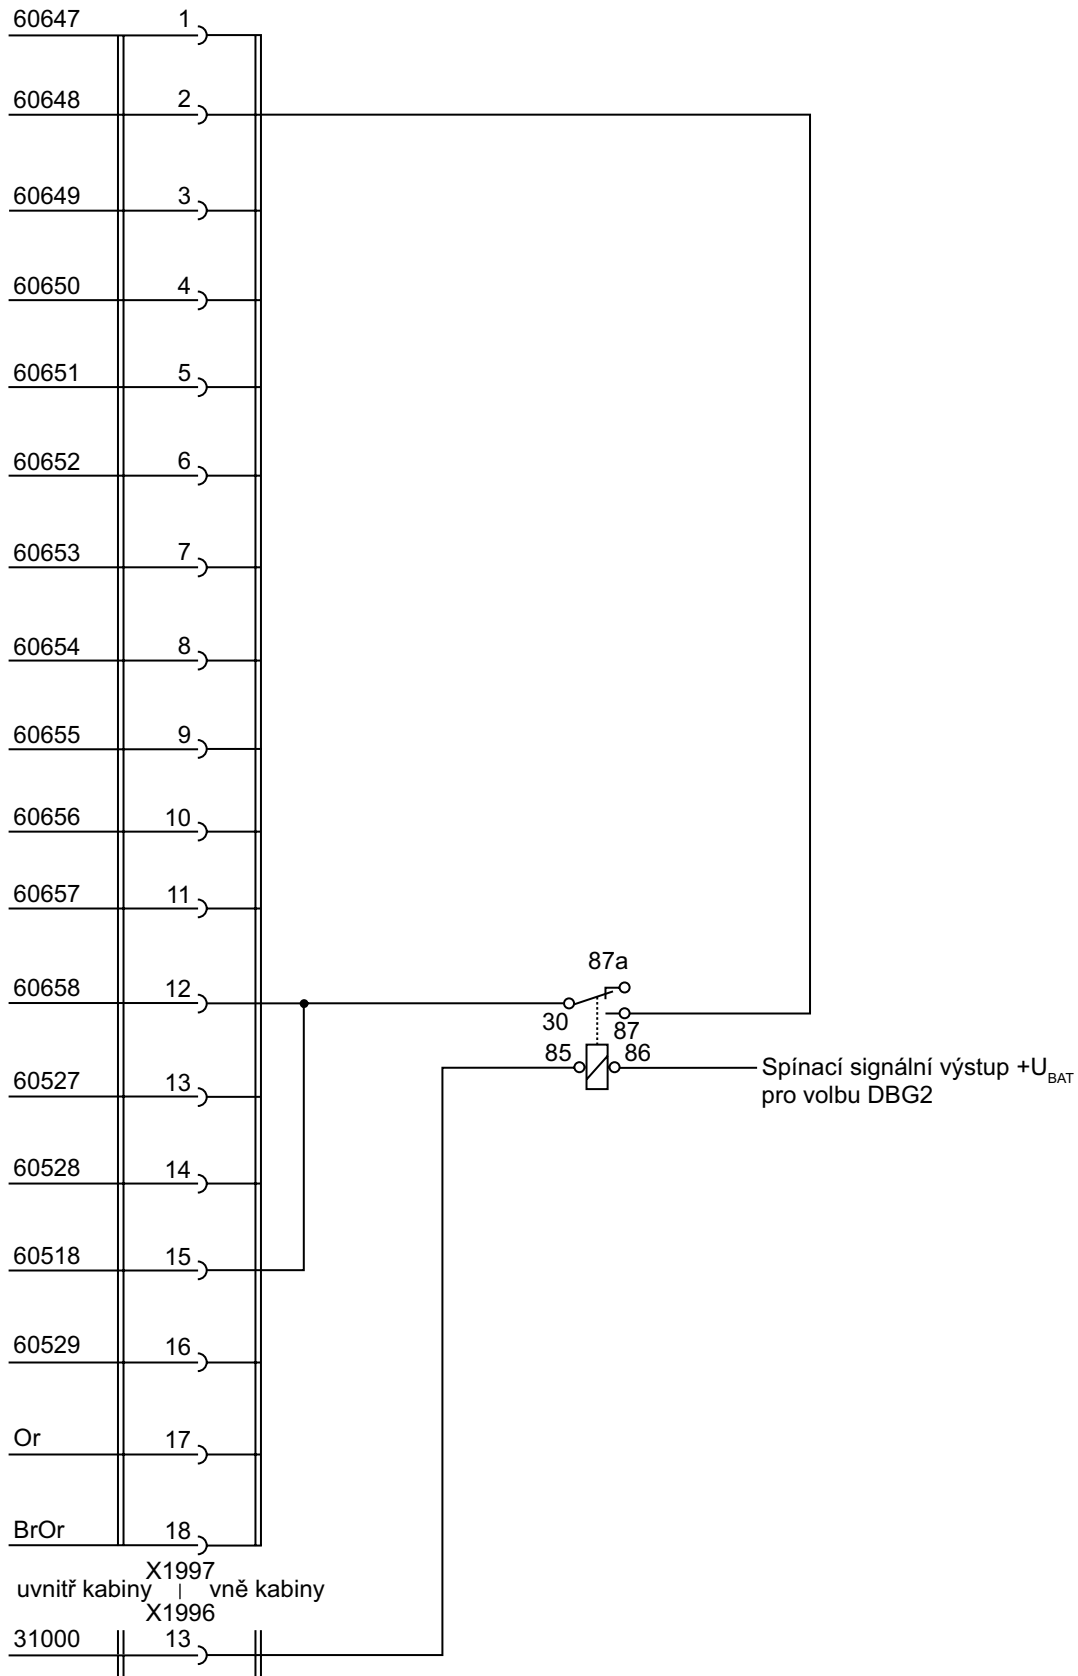 60647 1
60648 2
60649 3
60650 4
60651 5
60652 6
60653 7
60654 8
60655 9
60656 10
60657 11
87a
60658 12
30
87
85 86
Spínací signální výstup +U_BAT
pro volbu DBG2
60527 13
60528 14
60518 15
60529 16
Or 17
BrOr 18
X1997
uvnitř kabiny | vně kabiny
X1996
31000 13